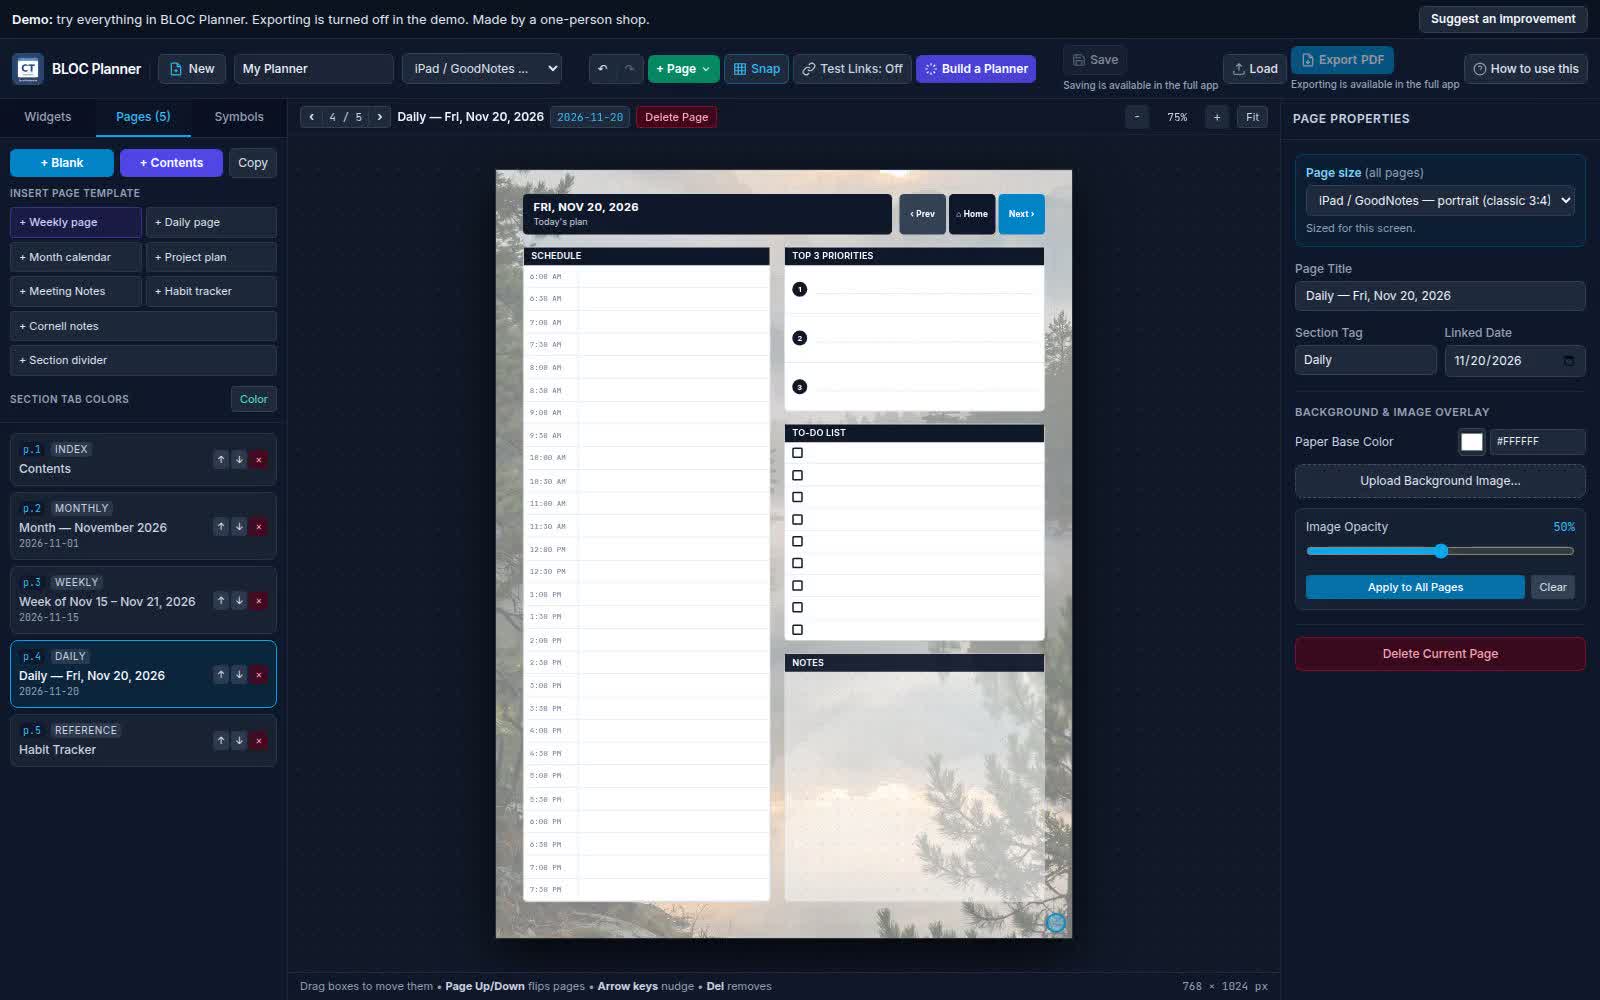 Demo: try everything in BLOC Planner. Exporting is turned off in the demo. Made by a one-person shop.
Suggest an Improvement
CT
BLOC Planner
New
My Planner
iPad / GoodNotes ...
+ Page
Snap
Test Links: Off
Build a Planner
Save
Saving is available in the full app
Load
Export PDF
Exporting is available in the full app
How to use this
Widgets
Pages (5)
Symbols
4 / 5
Daily — Fri, Nov 20, 2026
2026-11-20
Delete Page
-
75%
+
Fit
PAGE PROPERTIES
+ Blank
+ Contents
Copy
INSERT PAGE TEMPLATE
+ Weekly page
+ Daily page
+ Month calendar
+ Project plan
+ Meeting Notes
+ Habit tracker
+ Cornell notes
+ Section divider
SECTION TAB COLORS
Color
p.1 INDEX
Contents
p.2 MONTHLY
Month — November 2026
2026-11-01
p.3 WEEKLY
Week of Nov 15 – Nov 21, 2026
2026-11-15
p.4 DAILY
Daily — Fri, Nov 20, 2026
2026-11-20
p.5 REFERENCE
Habit Tracker
FRI, NOV 20, 2026
Today's plan
‹ Prev
⌂ Home
Next ›
SCHEDULE
6:00 AM
6:30 AM
7:00 AM
7:30 AM
8:00 AM
8:30 AM
9:00 AM
9:30 AM
10:00 AM
10:30 AM
11:00 AM
11:30 AM
12:00 PM
12:30 PM
1:00 PM
1:30 PM
2:00 PM
2:30 PM
3:00 PM
3:30 PM
4:00 PM
4:30 PM
5:00 PM
5:30 PM
6:00 PM
6:30 PM
7:00 PM
7:30 PM
TOP 3 PRIORITIES
1
2
3
TO-DO LIST
NOTES
Page size (all pages)
iPad / GoodNotes — portrait (classic 3:4)
Sized for this screen.
Page Title
Daily — Fri, Nov 20, 2026
Section Tag
Linked Date
Daily
11/20/2026
BACKGROUND & IMAGE OVERLAY
Paper Base Color
#FFFFFF
Upload Background Image...
Image Opacity
50%
Apply to All Pages
Clear
Delete Current Page
Drag boxes to move them • Page Up/Down flips pages • Arrow keys nudge • Del removes
768 × 1024 px